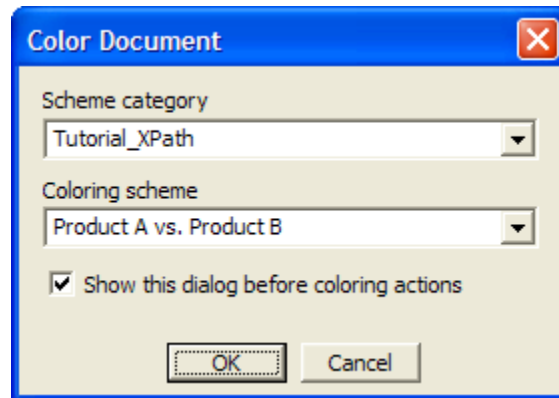 Color Document
Scheme category
Tutorial_XPath
Coloring scheme
Product A vs. Product B
Show this dialog before coloring actions
OK Cancel